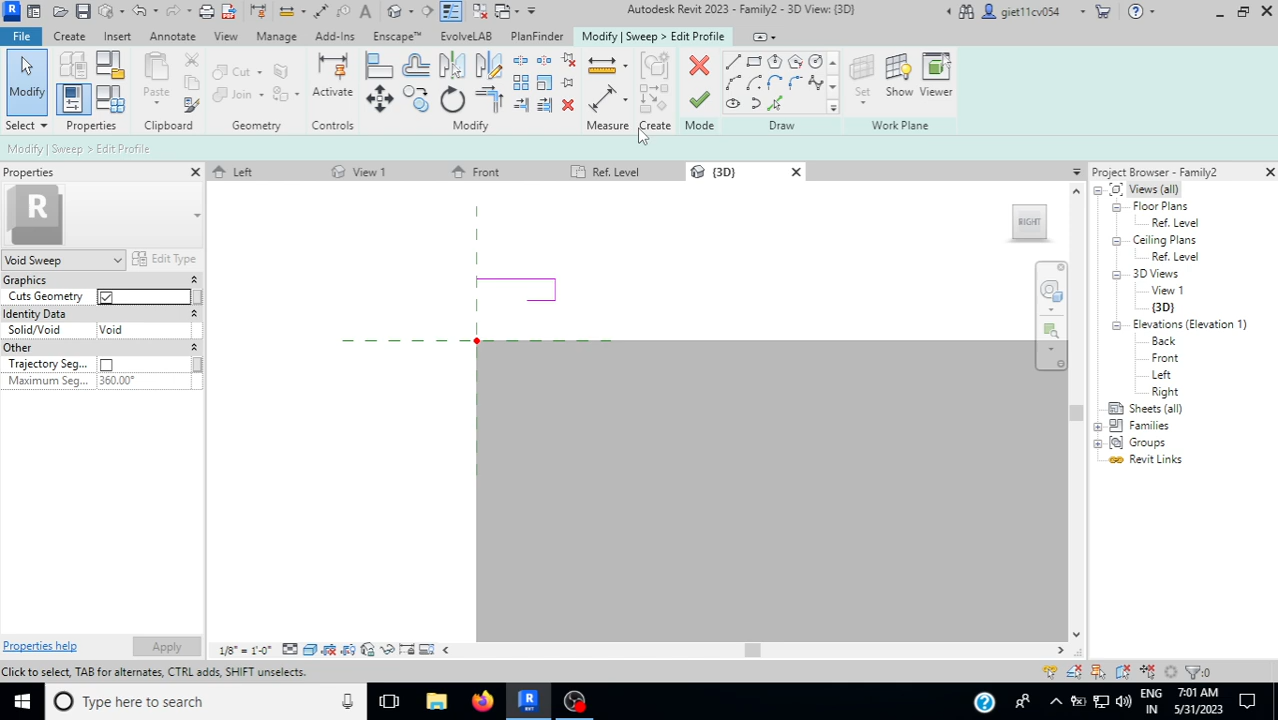 Autodesk Revit 2023 - Family2 - 3D View: {3D}
giet11cv054
File Create Insert Annotate View Manage Add-Ins Enscape™ EvolveLAB PlanFinder Modify | Sweep > Edit Profile
Modify Paste Cut Join Activate Set Show Viewer
Select Properties Clipboard Geometry Controls Modify Measure Create Mode Draw Work Plane
Modify | Sweep > Edit Profile
Properties
R
Void Sweep
Edit Type
Graphics
Cuts Geometry
Identity Data
Solid/Void Void
Other
Trajectory Seg...
Maximum Seg... 360.00°
Properties help
Apply
Left View 1 Front Ref. Level {3D}
RIGHT
Project Browser - Family2
Views (all)
Floor Plans
Ref. Level
Ceiling Plans
Ref. Level
3D Views
View 1
{3D}
Elevations (Elevation 1)
Back
Front
Left
Right
Sheets (all)
Families
Groups
Revit Links
1/8" = 1'-0"
Click to select, TAB for alternates, CTRL adds, SHIFT unselects.
:0
Type here to search
ENG
IN
7:01 AM
5/31/2023